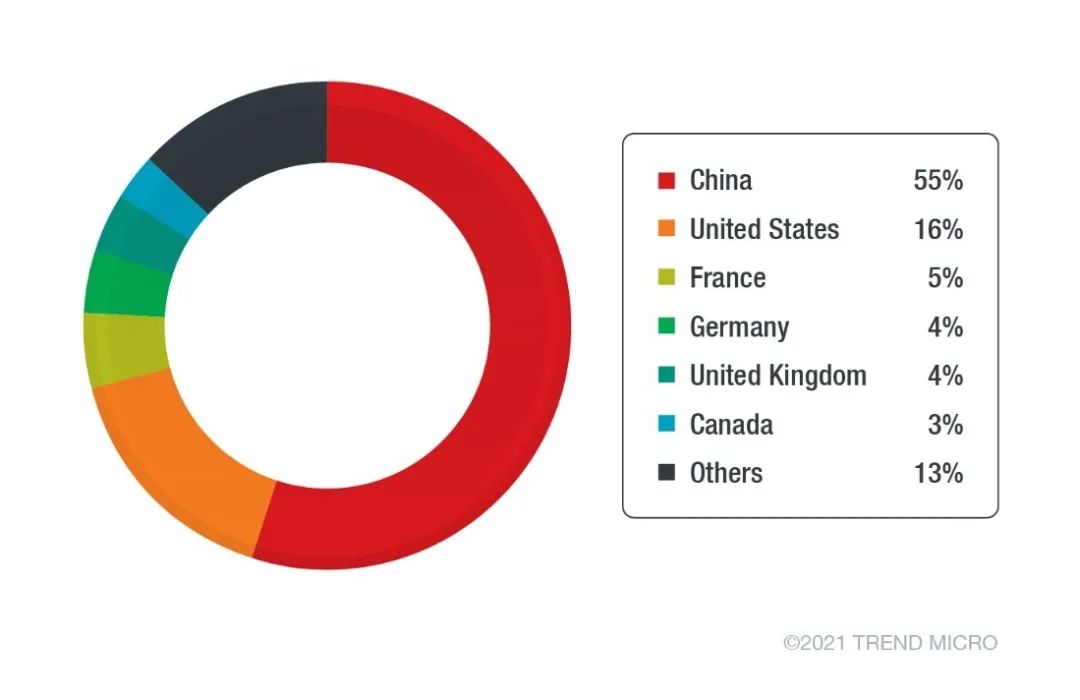 China 55%
United States 16%
France 5%
Germany 4%
United Kingdom 4%
Canada 3%
Others 13%
©2021 TREND MICRO